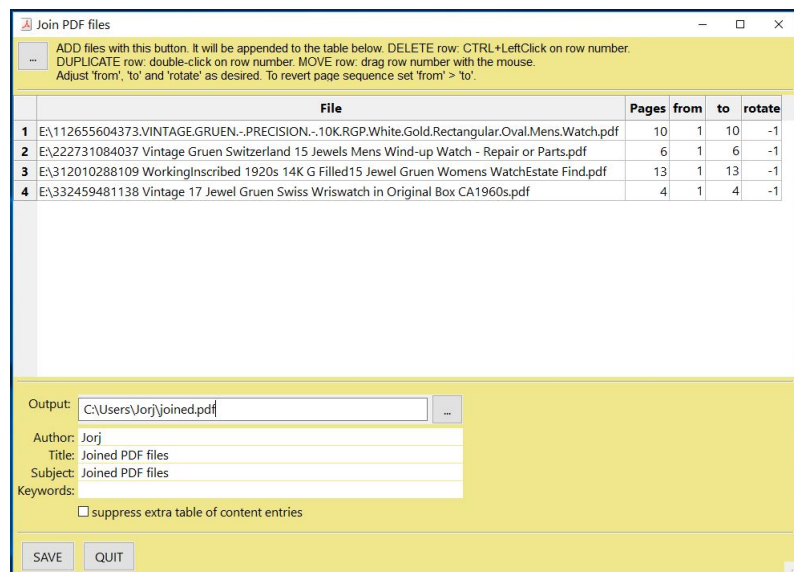 Join PDF files
...
ADD files with this button. It will be appended to the table below. DELETE row: CTRL+LeftClick on row number.
DUPLICATE row: double-click on row number. MOVE row: drag row number with the mouse.
Adjust 'from', 'to' and 'rotate' as desired. To revert page sequence set 'from' > 'to'.
File Pages from to rotate
1 E:\112655604373.VINTAGE.GRUEN.-.PRECISION.-.10K.RGP.White.Gold.Rectangular.Oval.Mens.Watch.pdf 10 1 10 -1
2 E:\222731084037 Vintage Gruen Switzerland 15 Jewels Mens Wind-up Watch - Repair or Parts.pdf 6 1 6 -1
3 E:\312010288109 WorkingInscribed 1920s 14K G Filled15 Jewel Gruen Womens WatchEstate Find.pdf 13 1 13 -1
4 E:\332459481138 Vintage 17 Jewel Gruen Swiss Wriswatch in Original Box CA1960s.pdf 4 1 4 -1
Output: C:\Users\Jorj\joined.pdf ...
Author: Jorj
Title: Joined PDF files
Subject: Joined PDF files
Keywords:
suppress extra table of content entries
SAVE QUIT